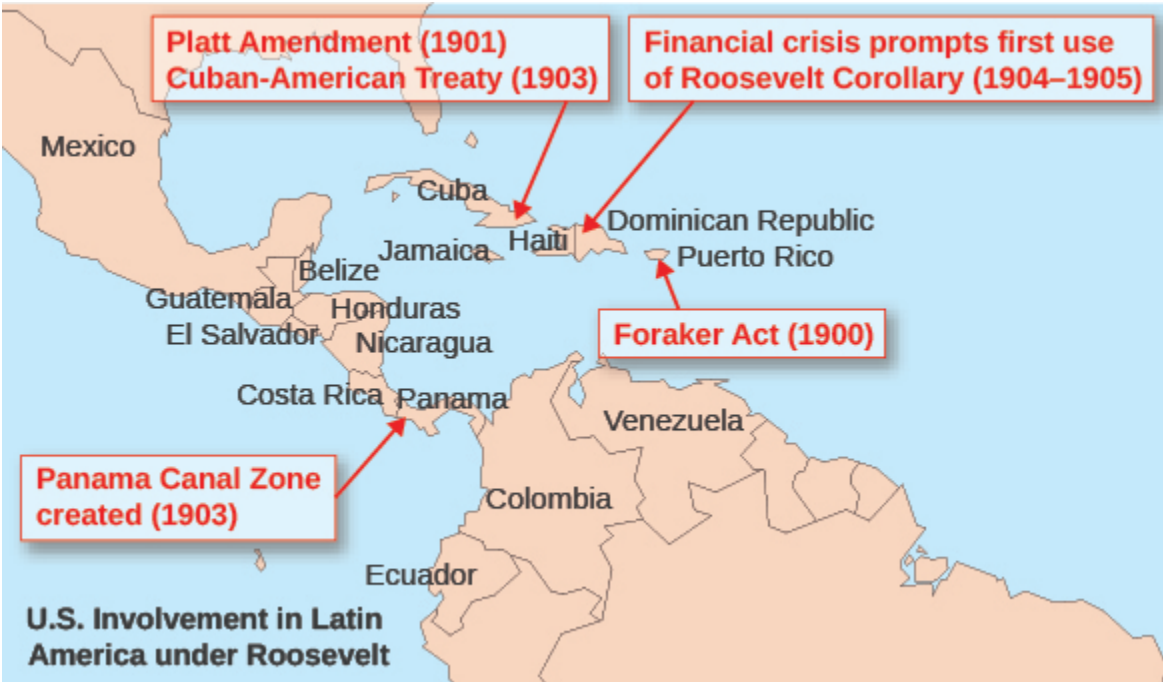 Platt Amendment (1901)
Cuban-American Treaty (1903)
Financial crisis prompts first use
of Roosevelt Corollary (1904–1905)
Mexico
Cuba
Dominican Republic
Haiti
Jamaica
Puerto Rico
Belize
Guatemala
Honduras
El Salvador
Nicaragua
Foraker Act (1900)
Costa Rica
Panama
Venezuela
Panama Canal Zone
created (1903)
Colombia
Ecuador
U.S. Involvement in Latin
America under Roosevelt